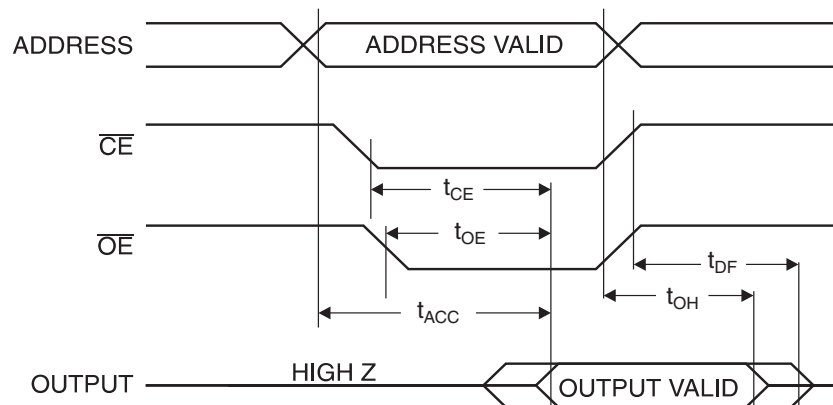 ADDRESS
ADDRESS VALID
CE
tCE
OE
tOE
tDF
tOH
tACC
OUTPUT
HIGH Z
OUTPUT VALID